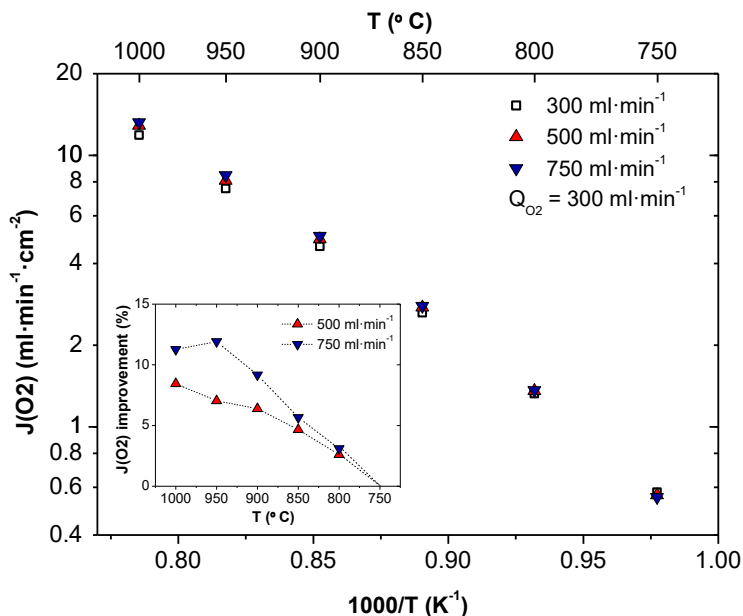 T (º C)
1000 950 900 850 800 750
20
10
8
6
4
2
1
0.8
0.6
0.4
J(O2) (ml·min⁻¹·cm⁻²)
300 ml·min⁻¹
500 ml·min⁻¹
750 ml·min⁻¹
Q_O2 = 300 ml·min⁻¹
15
10
5
0
J(O2) improvement (%)
500 ml·min⁻¹
750 ml·min⁻¹
1000 950 900 850 800 750
T (º C)
0.80 0.85 0.90 0.95 1.00
1000/T (K⁻¹)